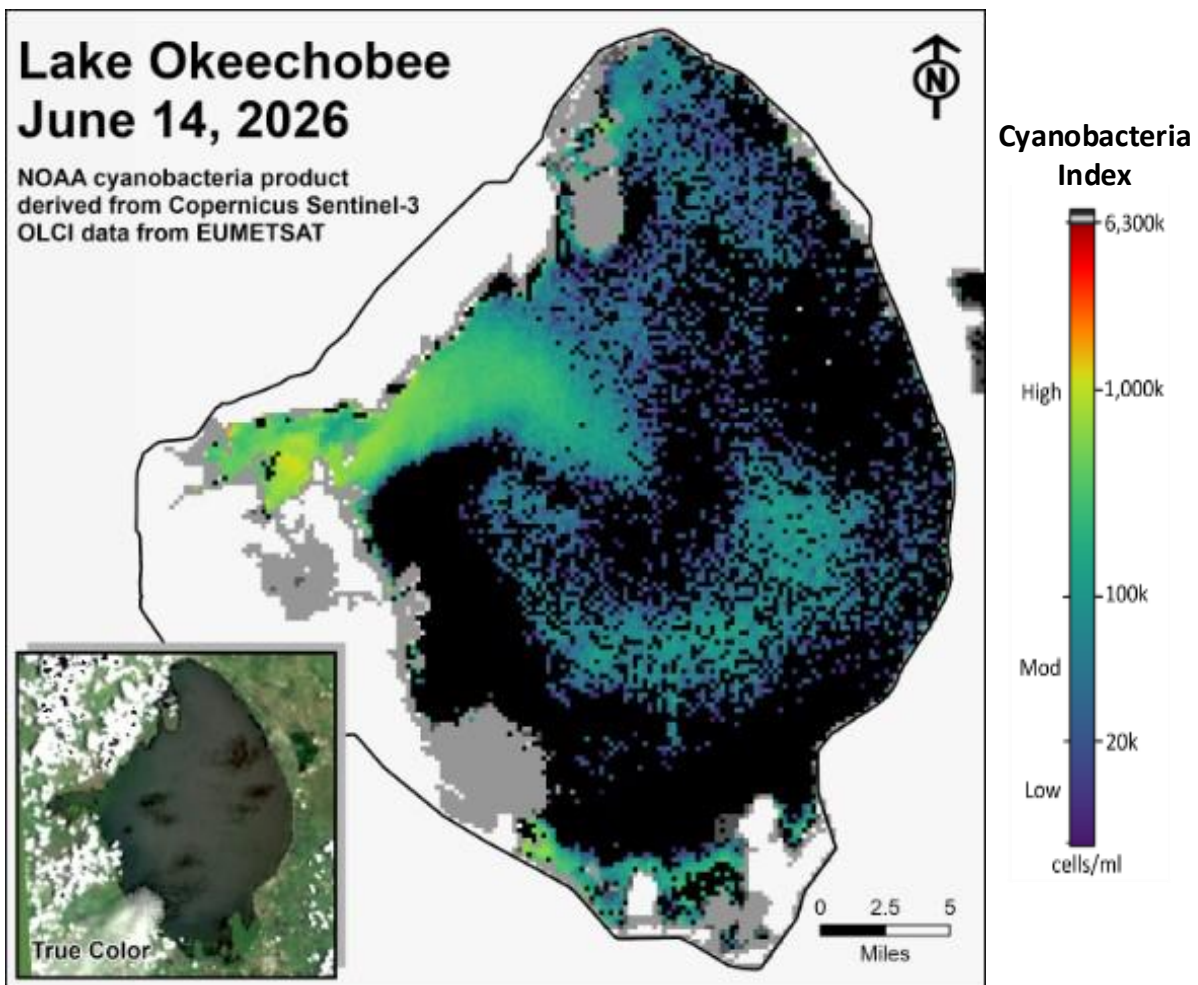 Lake Okeechobee
June 14, 2026
NOAA cyanobacteria product
derived from Copernicus Sentinel-3
OLCI data from EUMETSAT
N
Cyanobacteria
Index
6,300k
High
1,000k
100k
Mod
20k
Low
cells/ml
True Color
0 2.5 5
Miles